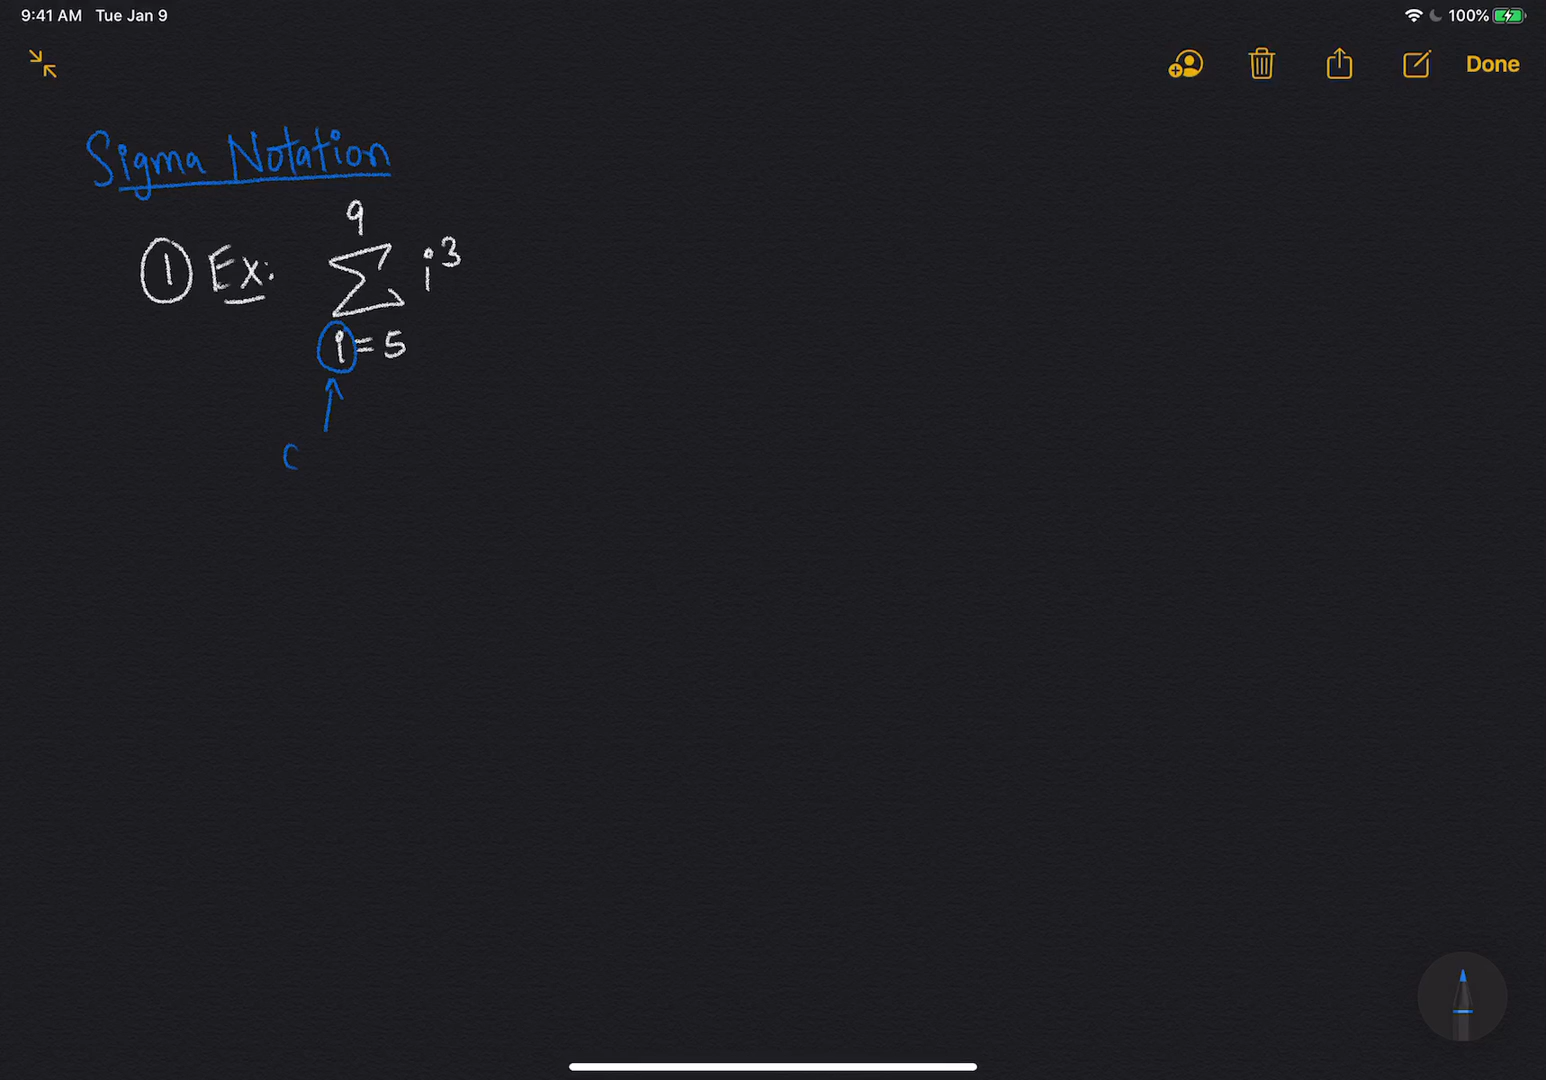 9:41 AM Tue Jan 9
100%
Done
Sigma Notation
9
① Ex: ∑ i³
i = 5
C